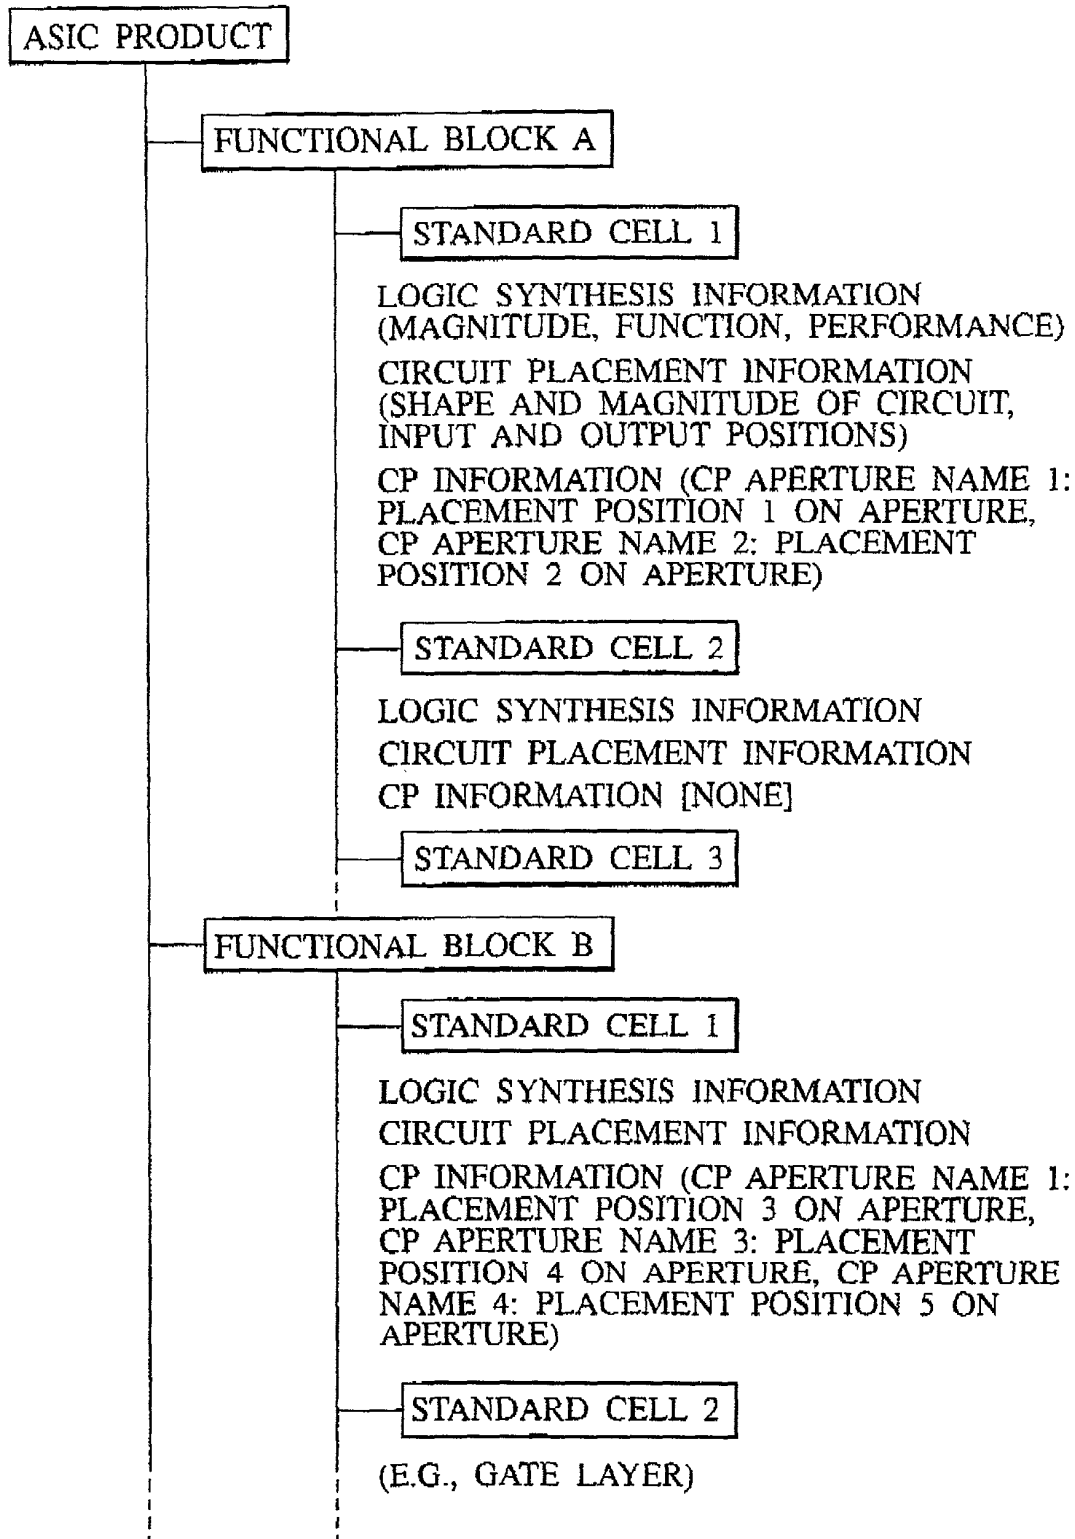 ASIC PRODUCT
FUNCTIONAL BLOCK A
STANDARD CELL 1
LOGIC SYNTHESIS INFORMATION
(MAGNITUDE, FUNCTION, PERFORMANCE)
CIRCUIT PLACEMENT INFORMATION
(SHAPE AND MAGNITUDE OF CIRCUIT,
INPUT AND OUTPUT POSITIONS)
CP INFORMATION (CP APERTURE NAME 1:
PLACEMENT POSITION 1 ON APERTURE,
CP APERTURE NAME 2: PLACEMENT
POSITION 2 ON APERTURE)
STANDARD CELL 2
LOGIC SYNTHESIS INFORMATION
CIRCUIT PLACEMENT INFORMATION
CP INFORMATION [NONE]
STANDARD CELL 3
FUNCTIONAL BLOCK B
STANDARD CELL 1
LOGIC SYNTHESIS INFORMATION
CIRCUIT PLACEMENT INFORMATION
CP INFORMATION (CP APERTURE NAME 1:
PLACEMENT POSITION 3 ON APERTURE,
CP APERTURE NAME 3: PLACEMENT
POSITION 4 ON APERTURE, CP APERTURE
NAME 4: PLACEMENT POSITION 5 ON
APERTURE)
STANDARD CELL 2
(E.G., GATE LAYER)